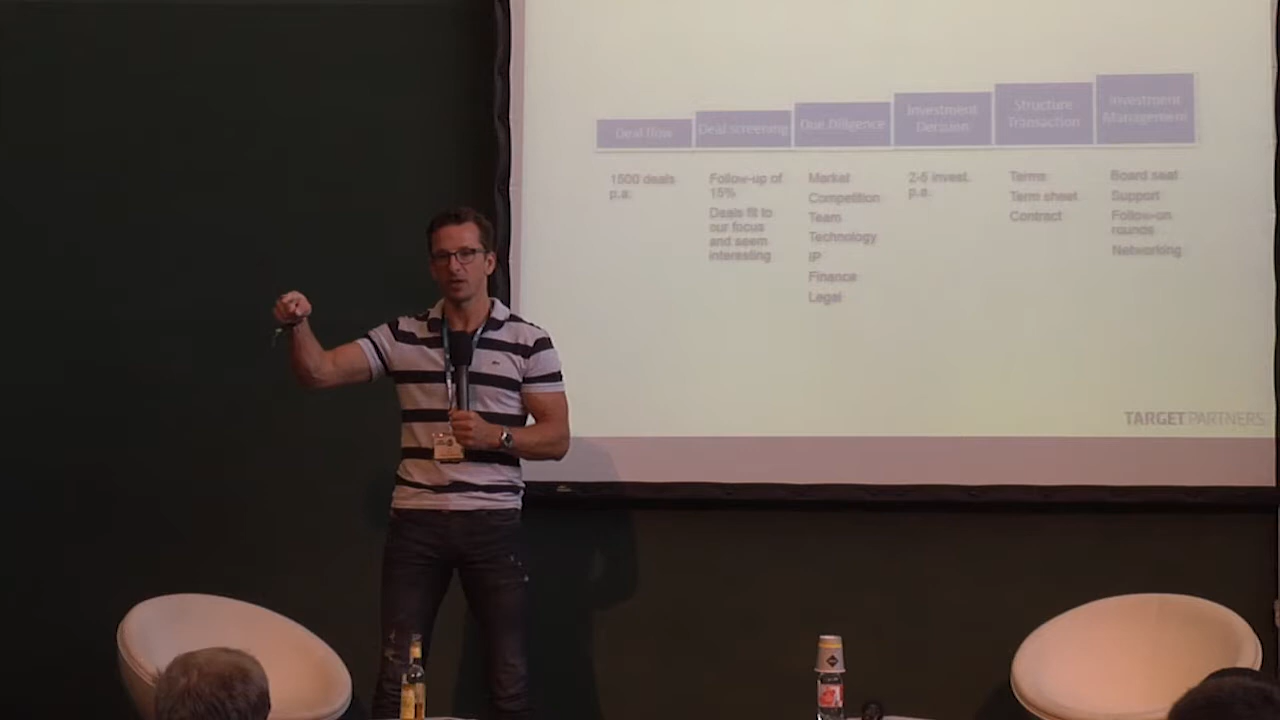 Deal flow
Deal screening
Due Diligence
Investment
Decision
Structure
Transaction
Investment
Management
1500 deals
p.a.
Follow-up of
15%
Deals fit to
our focus
and seem
interesting
Market
Competition
Team
Technology
IP
Finance
Legal
2-5 invest.
p.a.
Terms
Term sheet
Contract
Board seat
Support
Follow-on
rounds
Networking
TARGETPARTNERS